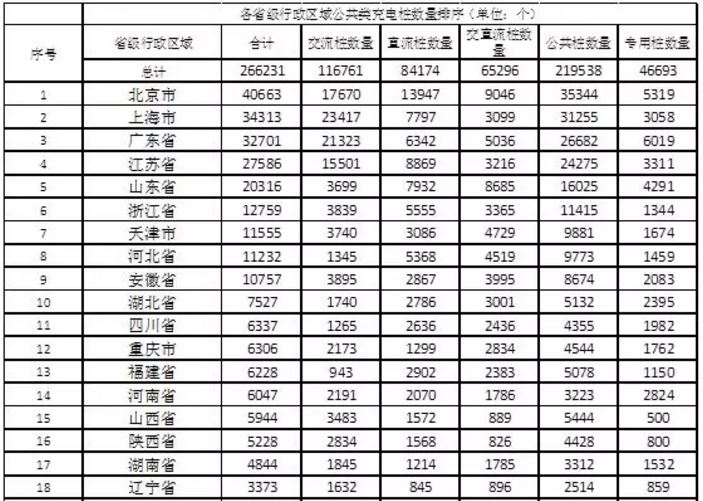 各省级行政区域公共类充电桩数量排序（单位：个）
序号 省级行政区域 合计 交流桩数量 直流桩数量 交直流桩数量 公共桩数量 专用桩数量
总计 266231 116761 84174 65296 219538 46693
1 北京市 40663 17670 13947 9046 35344 5319
2 上海市 34313 23417 7797 3099 31255 3058
3 广东省 32701 21323 6342 5036 26682 6019
4 江苏省 27586 15501 8869 3216 24275 3311
5 山东省 20316 3699 7932 8685 16025 4291
6 浙江省 12759 3839 5555 3365 11415 1344
7 天津市 11555 3740 3086 4729 9881 1674
8 河北省 11232 1345 5368 4519 9773 1459
9 安徽省 10757 3895 2867 3995 8674 2083
10 湖北省 7527 1740 2786 3001 5132 2395
11 四川省 6337 1265 2636 2436 4355 1982
12 重庆市 6306 2173 1299 2834 4544 1762
13 福建省 6228 943 2902 2383 5078 1150
14 河南省 6047 2191 2070 1786 3223 2824
15 山西省 5944 3483 1572 889 5444 500
16 陕西省 5228 2834 1568 826 4428 800
17 湖南省 4844 1845 1214 1785 3312 1532
18 辽宁省 3373 1632 845 896 2514 859